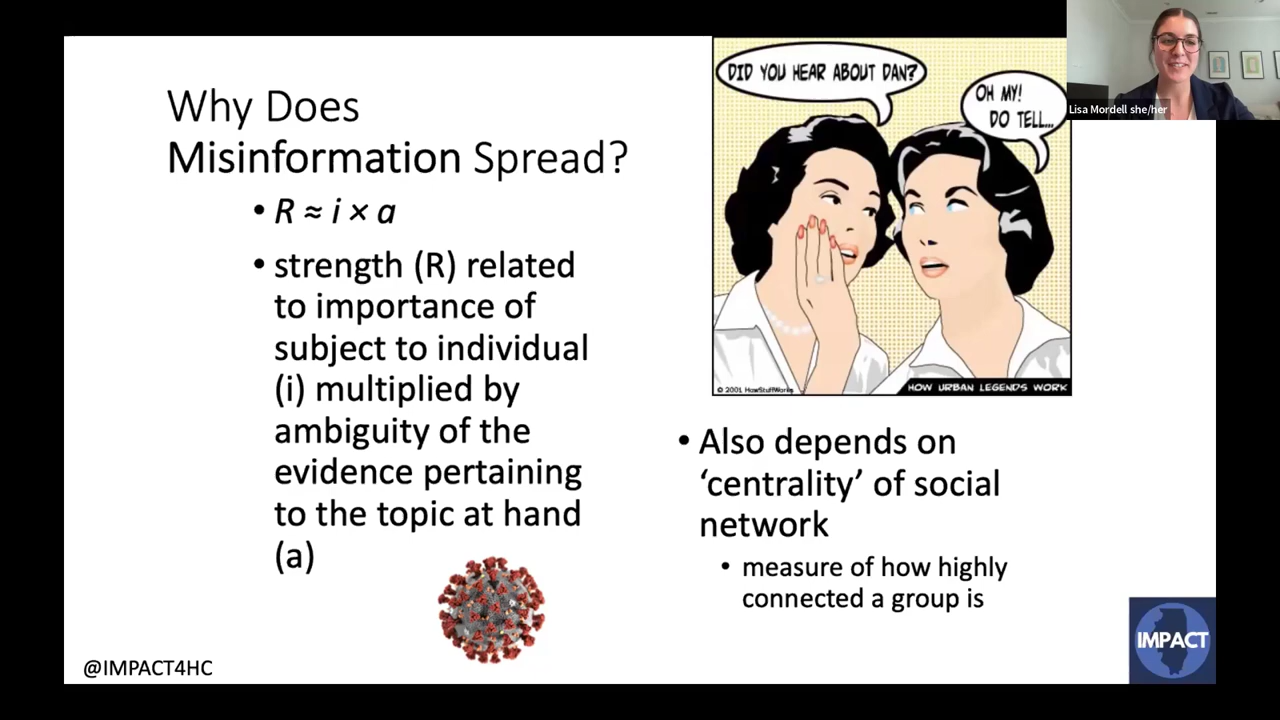 Why Does
Misinformation Spread?
• R ≈ i × a
• strength (R) related
to importance of
subject to individual
(i) multiplied by
ambiguity of the
evidence pertaining
to the topic at hand
(a)
@IMPACT4HC
DID YOU HEAR ABOUT DAN?
OH MY!
DO TELL...
© 2001 HowStuffWorks
HOW URBAN LEGENDS WORK
• Also depends on
‘centrality’ of social
network
• measure of how highly
connected a group is
IMPACT
Lisa Mordell she/her